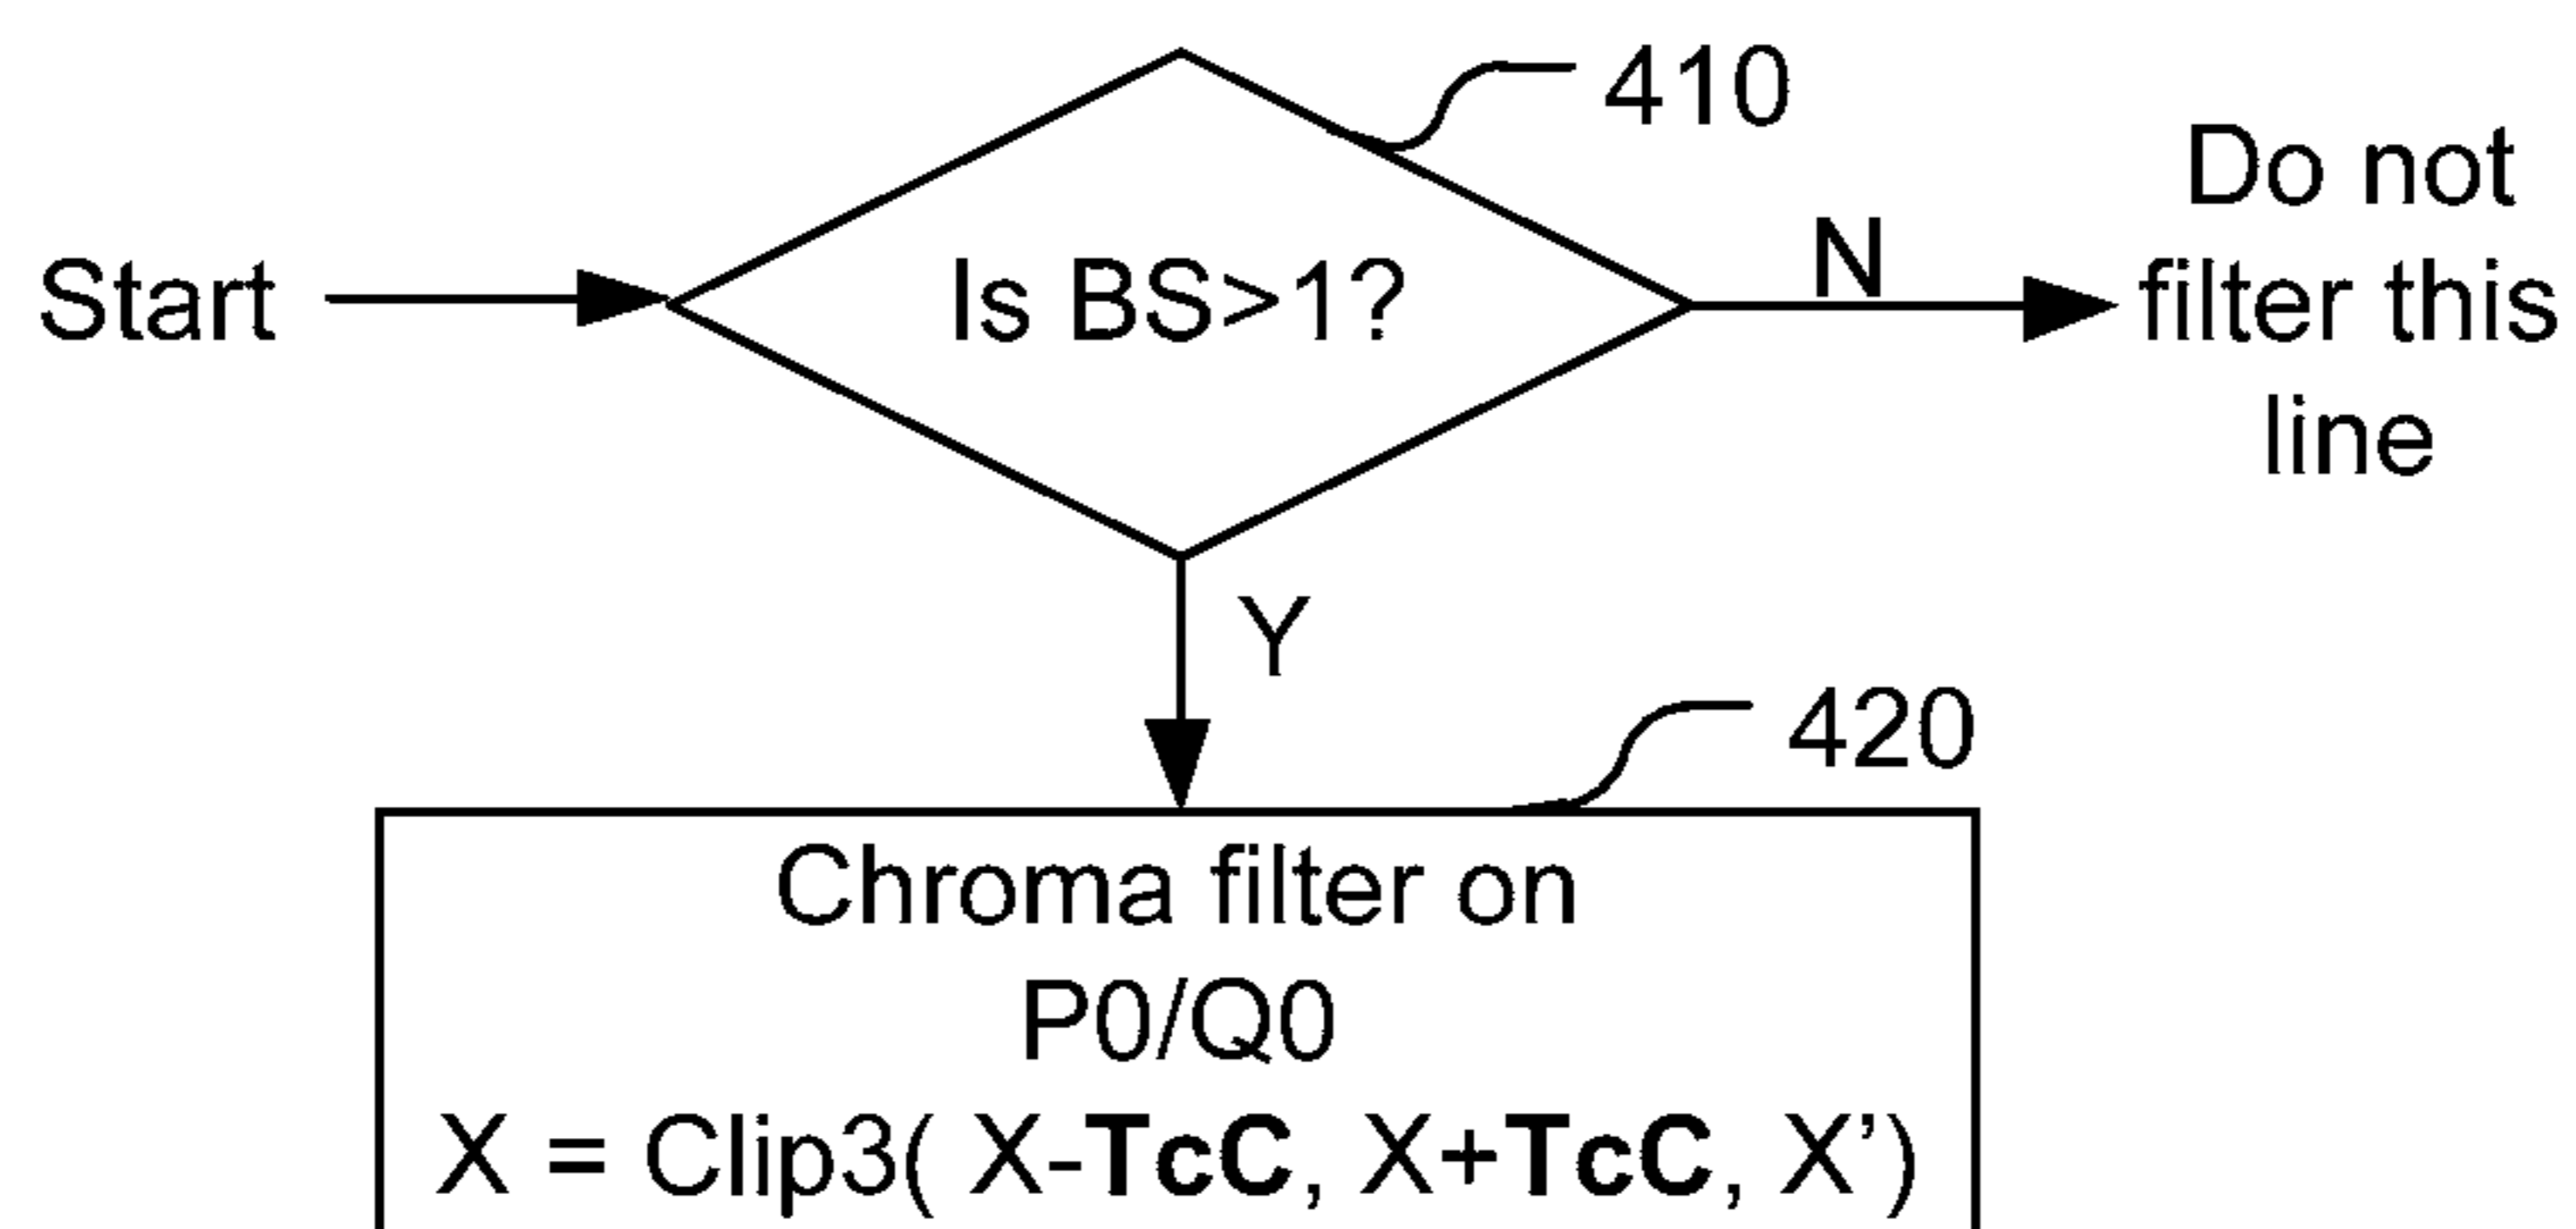 410
Start
Is BS>1?
N
Do not
filter this
line
Y
420
Chroma filter on
P0/Q0
X = Clip3( X-TcC, X+TcC, X’)